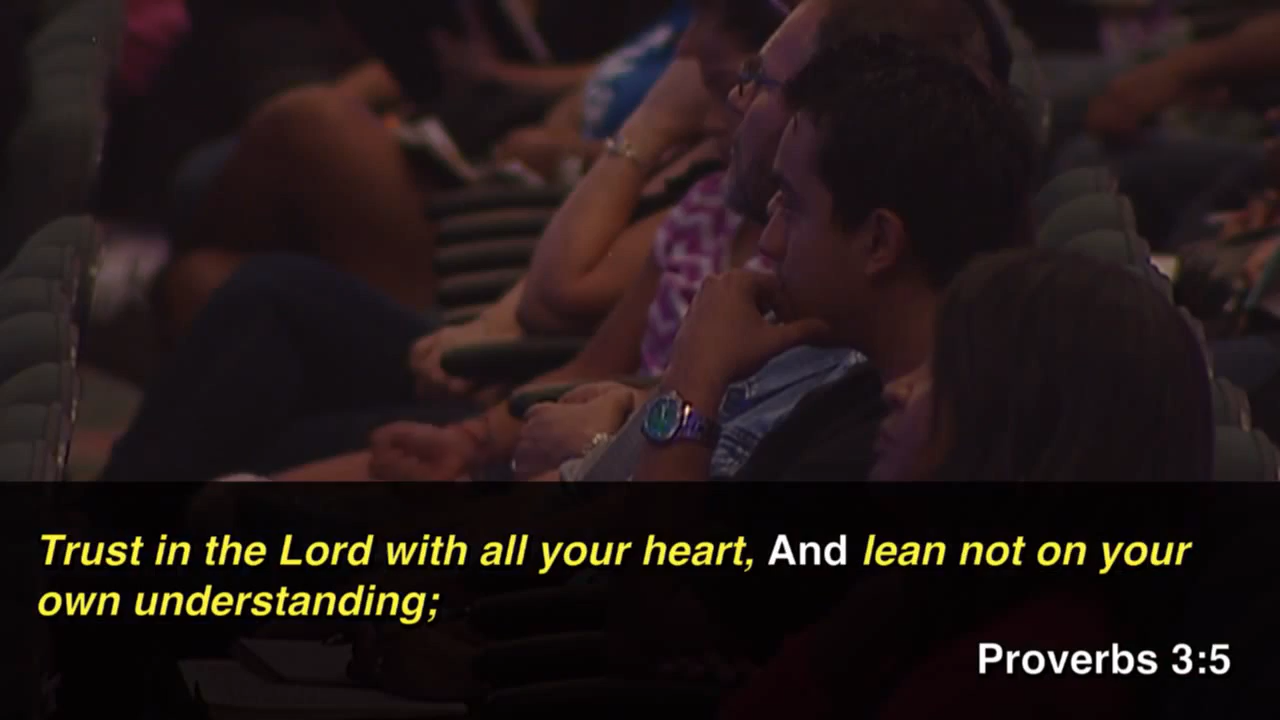 Trust in the Lord with all your heart, And lean not on your
own understanding;
Proverbs 3:5